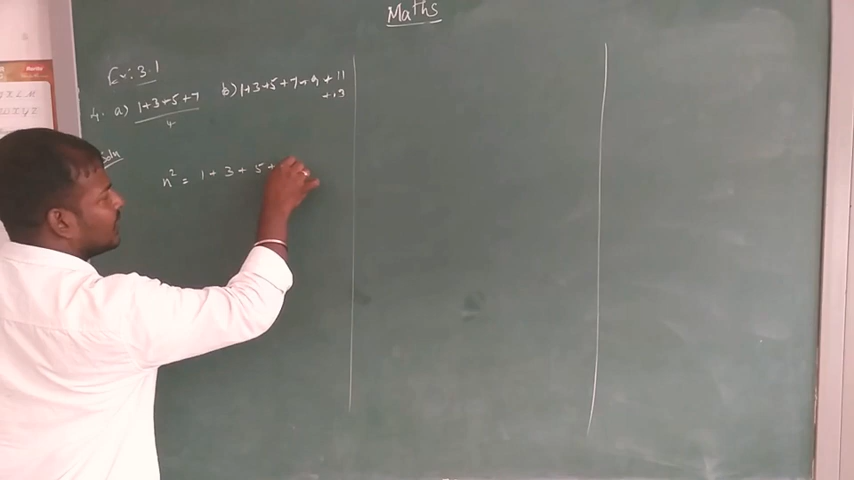 Maths
Ex: 3.1
4. a) 1+3+5+7 b) 1+3+5+7+9+11
+13
4
Soln
n² = 1 + 3 + 5 +